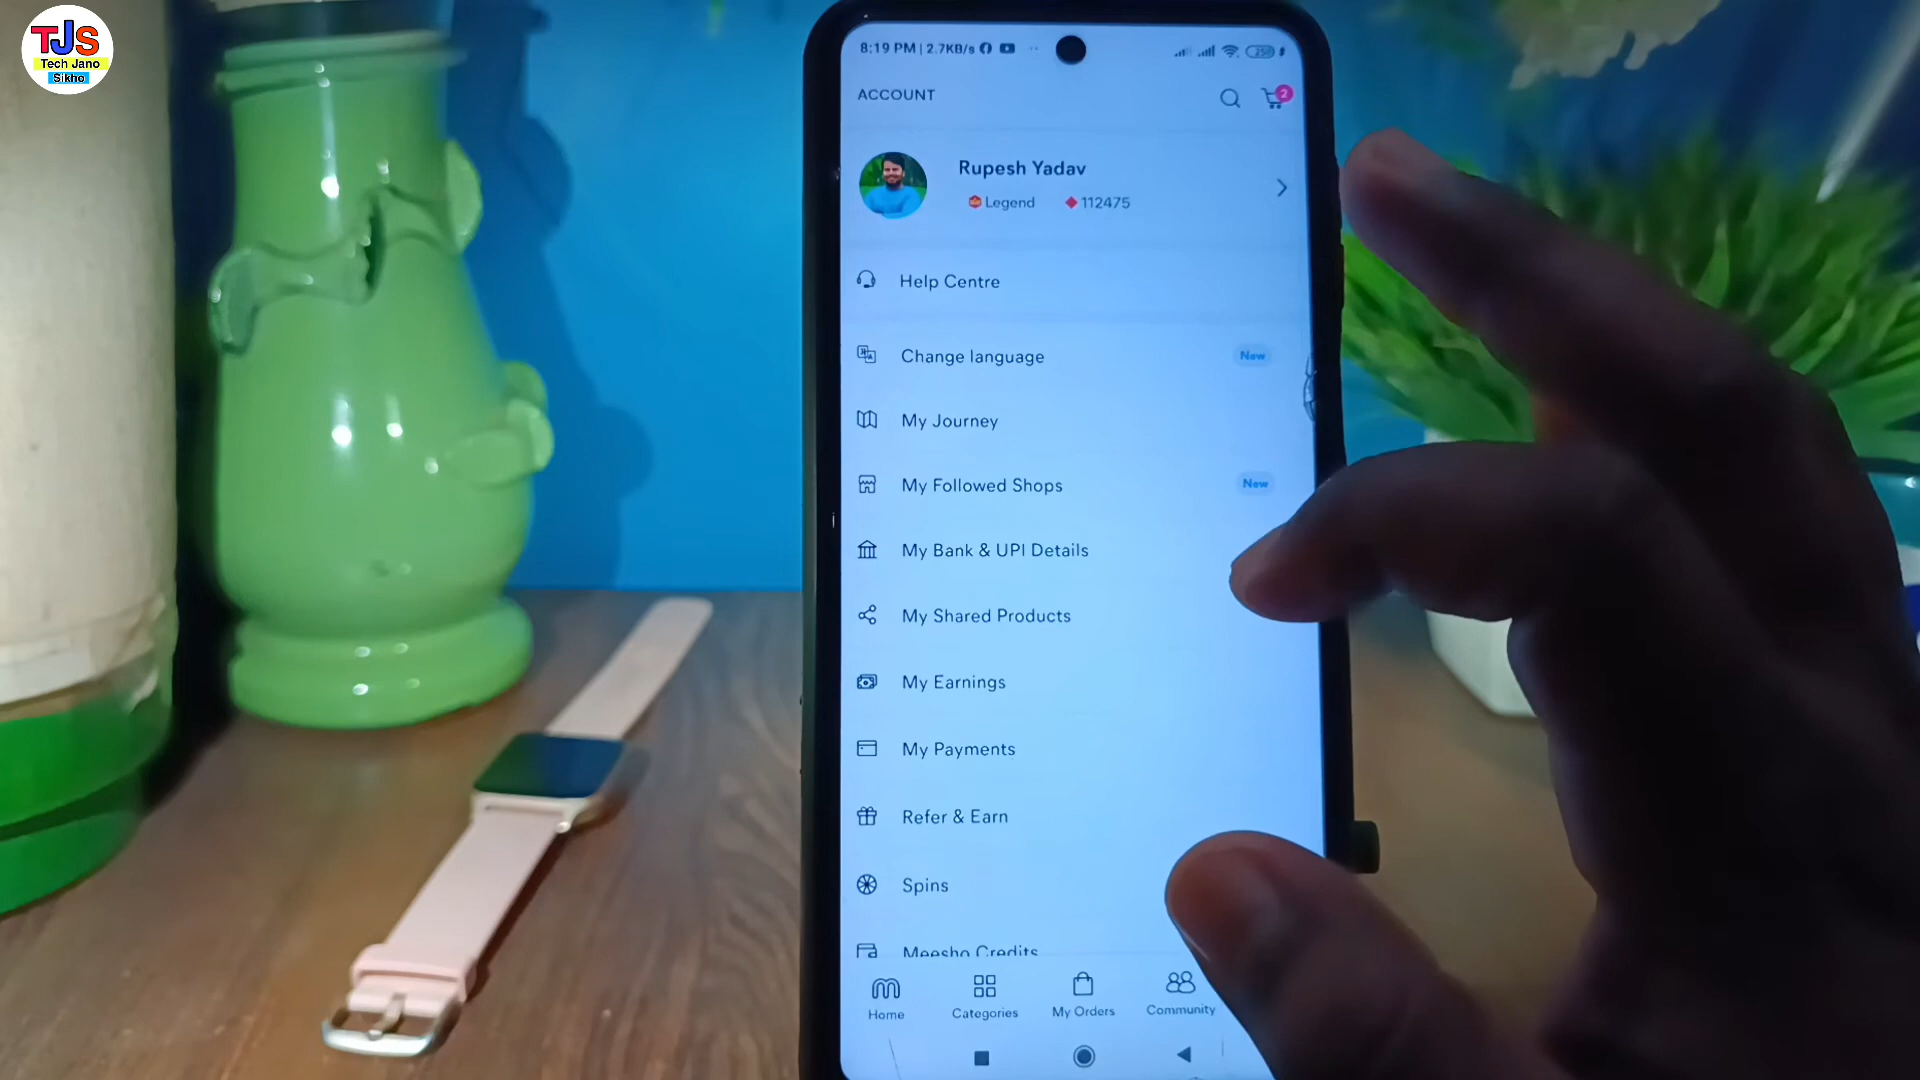 TJS
Tech Jano
Sikho
8:19 PM | 2.7KB/s
ACCOUNT
2
Rupesh Yadav
Legend 112475
Help Centre
Change language New
My Journey
My Followed Shops New
My Bank & UPI Details
My Shared Products
My Earnings
My Payments
Refer & Earn
Spins
Meesho Credits
Home Categories My Orders Community